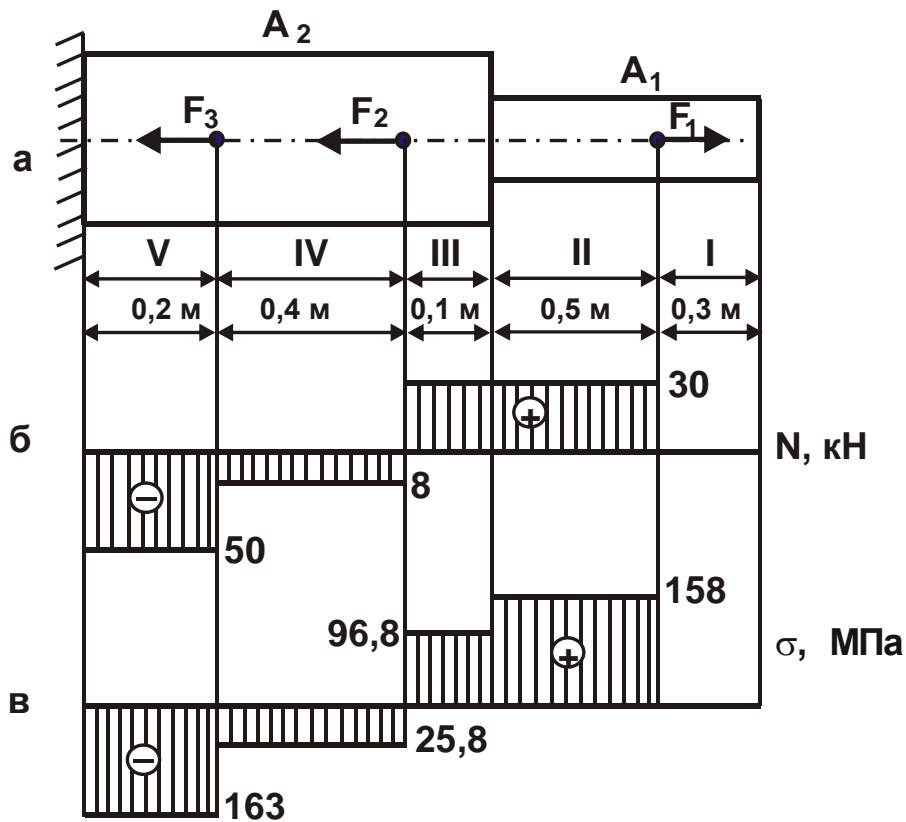 A 2
A1
F3
F2
F1
а
V IV III II I
0,2 м 0,4 м 0,1 м 0,5 м 0,3 м
30
+
б
N, кН
8
−
50
158
96,8
+
σ, МПа
в
25,8
−
163